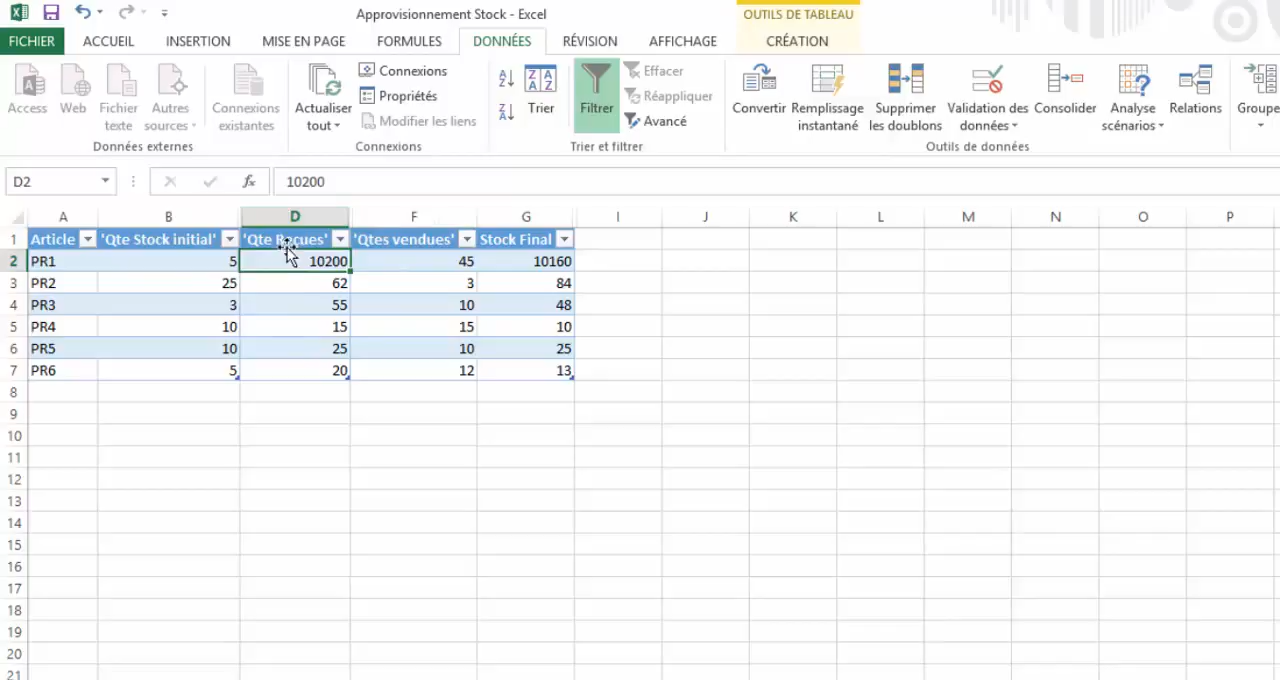 Approvisionnement Stock - Excel
OUTILS DE TABLEAU
FICHIER ACCUEIL INSERTION MISE EN PAGE FORMULES DONNÉES RÉVISION AFFICHAGE CRÉATION
Access Web Fichier texte Autres sources Connexions existantes
Données externes
Actualiser tout
Connexions
Propriétés
Modifier les liens
Connexions
Trier
Filtrer
Effacer
Réappliquer
Avancé
Trier et filtrer
Convertir Remplissage instantané Supprimer les doublons Validation des données Consolider Analyse scénarios Relations
Outils de données
Groupe
D2 fx 10200
A B D F G I J K L M N O P
1 Article 'Qte Stock initial' 'Qte Reçues' 'Qtes vendues' Stock Final
2 PR1 5 10200 45 10160
3 PR2 25 62 3 84
4 PR3 3 55 10 48
5 PR4 10 15 15 10
6 PR5 10 25 10 25
7 PR6 5 20 12 13
8
9
10
11
12
13
14
15
16
17
18
19
20
21